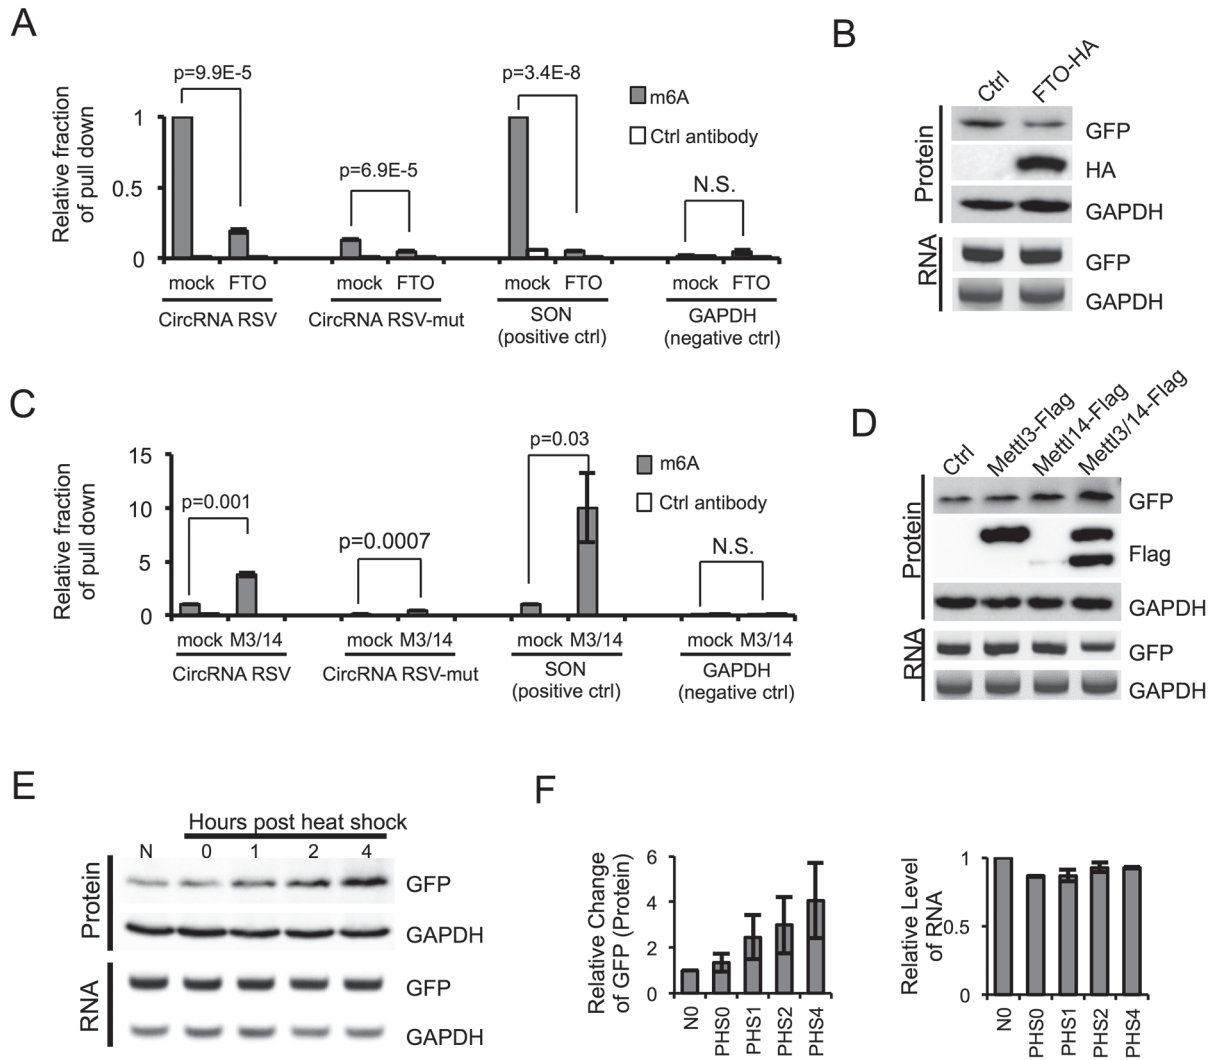 A
p=9.9E-5
p=3.4E-8
p=6.9E-5
N.S.
m6A
Ctrl antibody
Relative fraction
of pull down
1
0.5
0
mock FTO mock FTO mock FTO mock FTO
CircRNA RSV
CircRNA RSV-mut
SON
(positive ctrl)
GAPDH
(negative ctrl)
B
Ctrl
FTO-HA
Protein
GFP
HA
GAPDH
RNA
GFP
GAPDH
C
p=0.001
p=0.0007
p=0.03
N.S.
m6A
Ctrl antibody
Relative fraction
of pull down
15
10
5
0
mock M3/14 mock M3/14 mock M3/14 mock M3/14
CircRNA RSV
CircRNA RSV-mut
SON
(positive ctrl)
GAPDH
(negative ctrl)
D
Ctrl
Mettl3-Flag
Mettl14-Flag
Mettl3/14-Flag
Protein
GFP
Flag
GAPDH
RNA
GFP
GAPDH
E
Hours post heat shock
N 0 1 2 4
Protein
GFP
GAPDH
RNA
GFP
GAPDH
F
Relative Change
of GFP (Protein)
6
4
2
0
N0
PHS0
PHS1
PHS2
PHS4
Relative Level
of RNA
1
0.5
0
N0
PHS0
PHS1
PHS2
PHS4